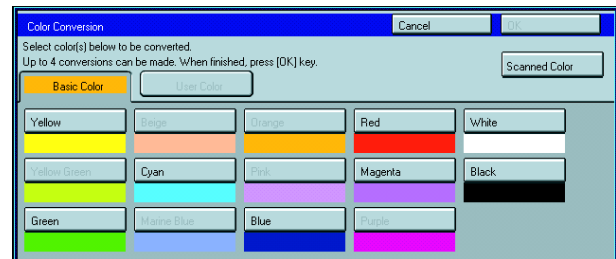 Color Conversion Cancel OK
Select color(s) below to be converted.
Up to 4 conversions can be made. When finished, press [OK] key.
Scanned Color
Basic Color User Color
Yellow Beige Orange Red White
Yellow Green Cyan Pink Magenta Black
Green Marine Blue Blue Purple